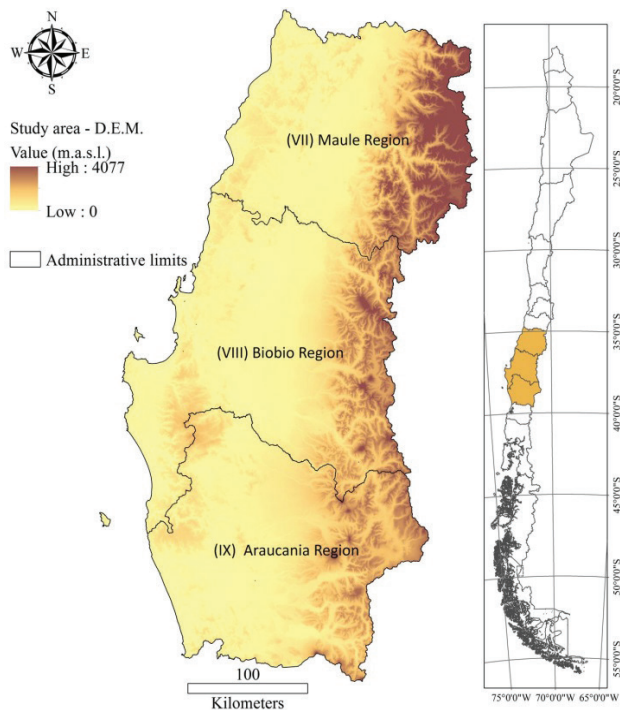 N
W
E
S
Study area - D.E.M.
Value (m.a.s.l.)
High : 4077
Low : 0
Administrative limits
(VII) Maule Region
(VIII) Biobio Region
(IX) Araucania Region
100
Kilometers
20°0'0"S
25°0'0"S
30°0'0"S
35°0'0"S
40°0'0"S
45°0'0"S
50°0'0"S
55°0'0"S
75°0'0"W 70°0'0"W 65°0'0"W